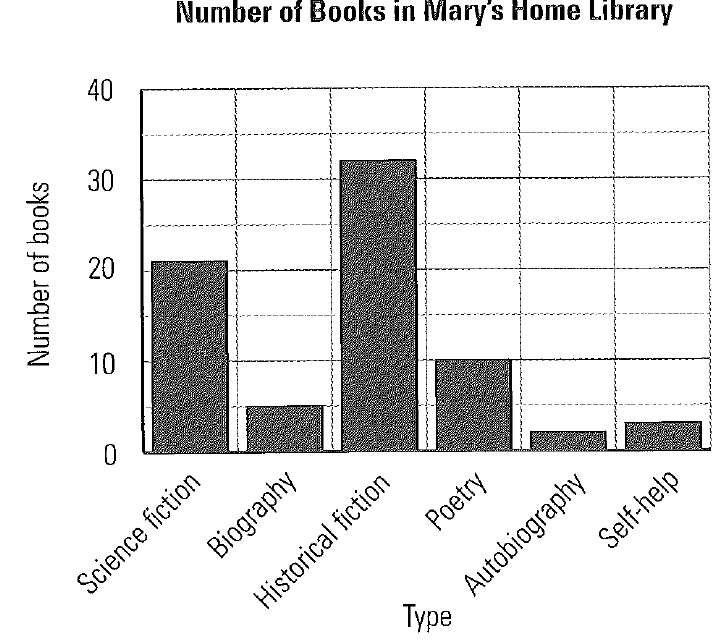 Number of Books in Mary's Home Library
40
30
20
10
0
Number of books
Science fiction
Biography
Historical fiction
Poetry
Autobiography
Self-help
Type